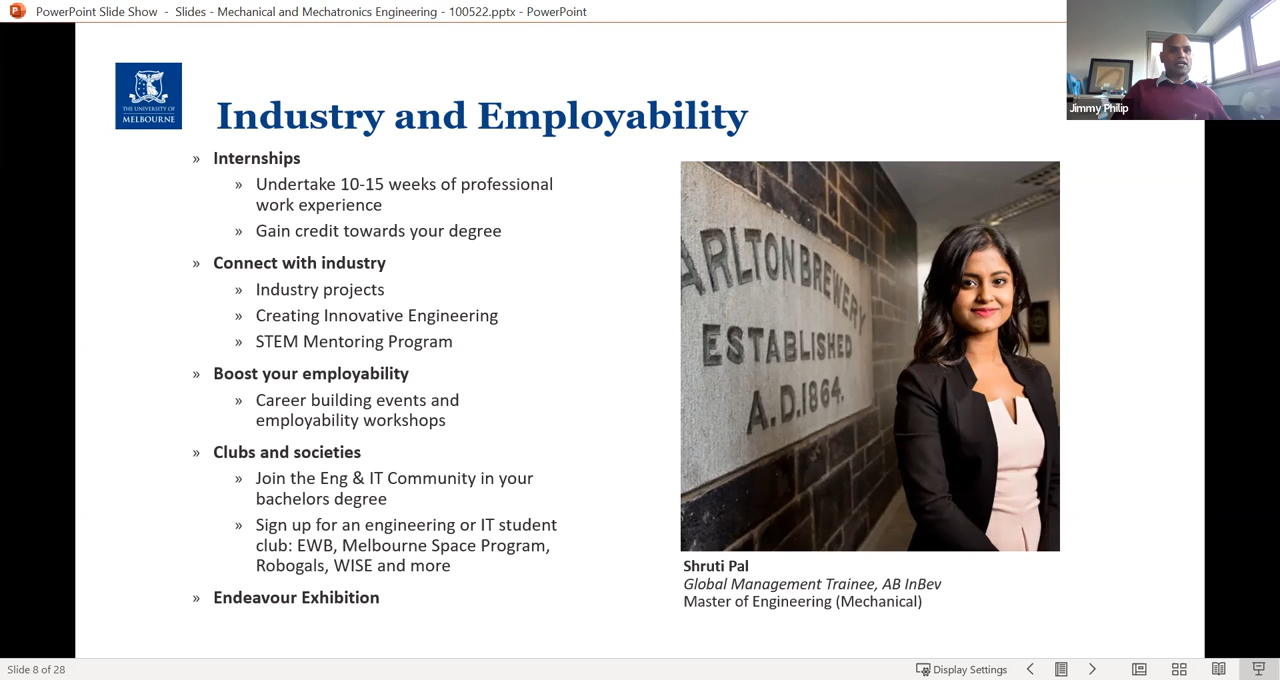 PowerPoint Slide Show - Slides - Mechanical and Mechatronics Engineering - 100522.pptx - PowerPoint
Jimmy Philip
THE UNIVERSITY OF
MELBOURNE
Industry and Employability
» Internships
» Undertake 10-15 weeks of professional
work experience
» Gain credit towards your degree
» Connect with industry
» Industry projects
» Creating Innovative Engineering
» STEM Mentoring Program
» Boost your employability
» Career building events and
employability workshops
» Clubs and societies
» Join the Eng & IT Community in your
bachelors degree
» Sign up for an engineering or IT student
club: EWB, Melbourne Space Program,
Robogals, WISE and more
» Endeavour Exhibition
ARLTON BREWERY
ESTABLISHED
A.D.1864.
Shruti Pal
Global Management Trainee, AB InBev
Master of Engineering (Mechanical)
Slide 8 of 28
Display Settings